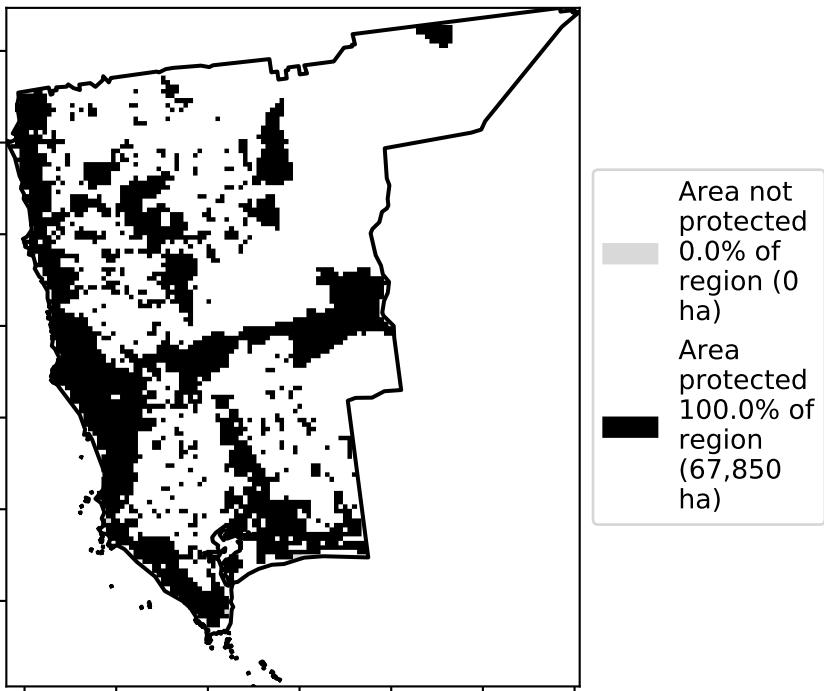 Area not
protected
0.0% of
region (0
ha)
Area
protected
100.0% of
region
(67,850
ha)